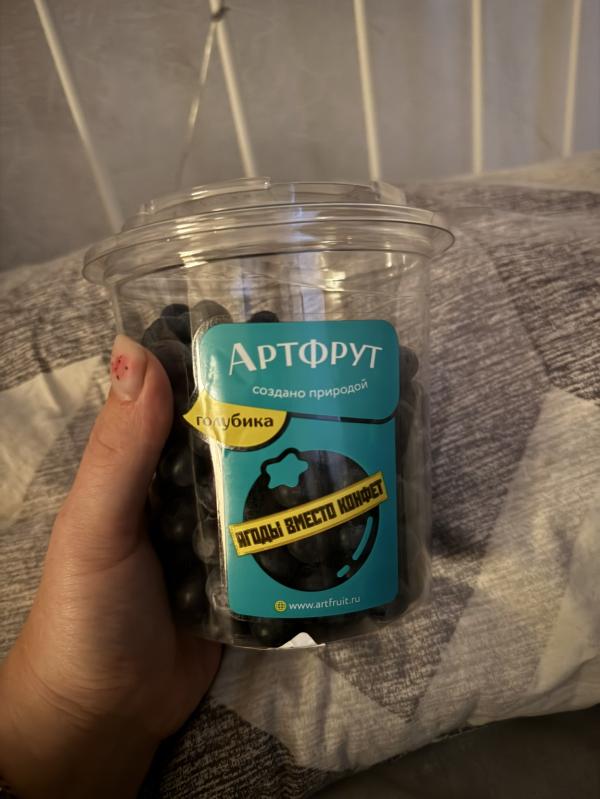 АРТФРУТ
создано природой
голубика
ЯГОДЫ ВМЕСТО КОНФЕТ
www.artfruit.ru